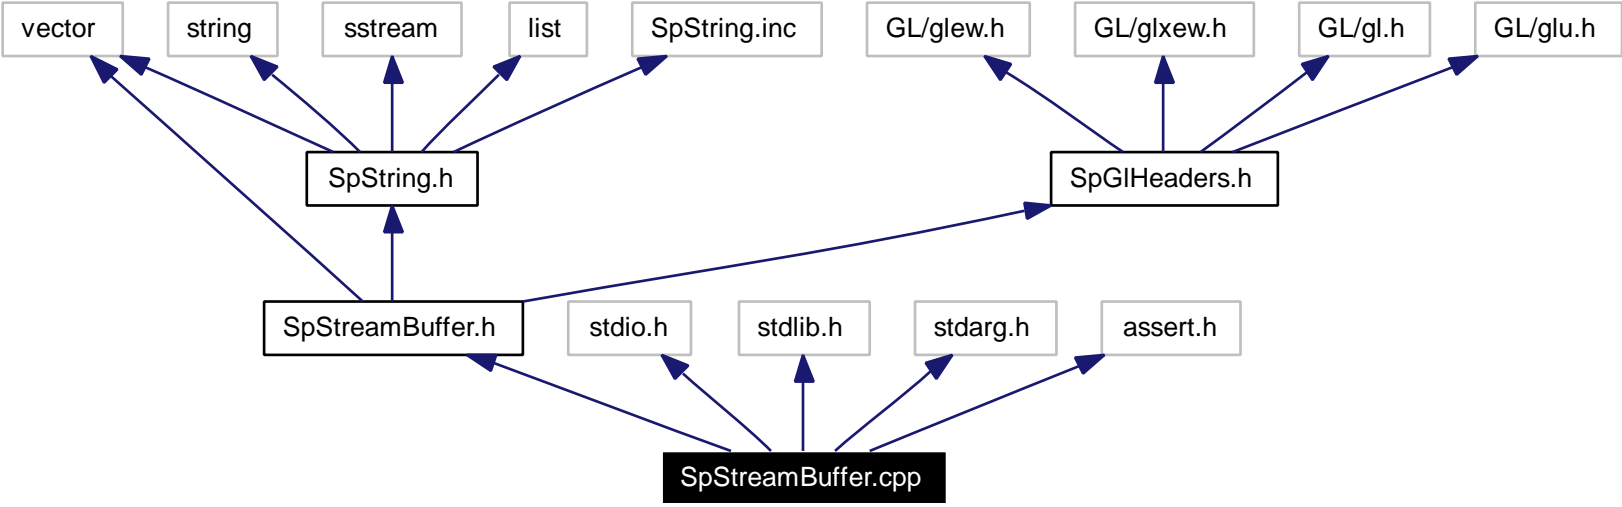 vector
string
sstream
list
SpString.inc
GL/glew.h
GL/glxew.h
GL/gl.h
GL/glu.h
SpString.h
SpGlHeaders.h
SpStreamBuffer.h
stdio.h
stdlib.h
stdarg.h
assert.h
SpStreamBuffer.cpp